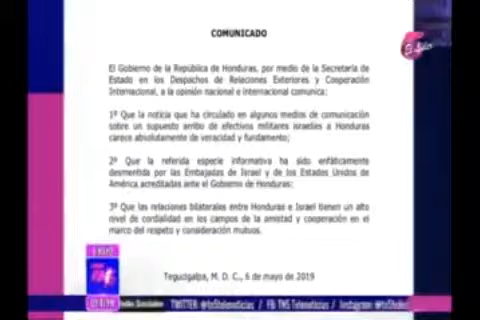 COMUNICADO
El Gobierno de la República de Honduras, por medio de la Secretaría de
Estado en los Despachos de Relaciones Exteriores y Cooperación
Internacional, a la opinión nacional e internacional comunica:
1º Que la noticia que ha circulado en algunos medios de comunicación
sobre un supuesto arribo de efectivos militares israelíes a Honduras
carece absolutamente de veracidad y fundamento;
2º Que la referida especie informativa ha sido enfáticamente
desmentida por las Embajadas de Israel y de los Estados Unidos de
América acreditadas ante el Gobierno de Honduras;
3º Que las relaciones bilaterales entre Honduras e Israel tienen un alto
nivel de cordialidad en los campos de la amistad y cooperación en el
marco del respeto y consideración mutuos.
Tegucigalpa, M. D. C., 6 de mayo de 2019
TWITTER: @tn5telenoticias / FB TN5 Telenoticias / Instagram